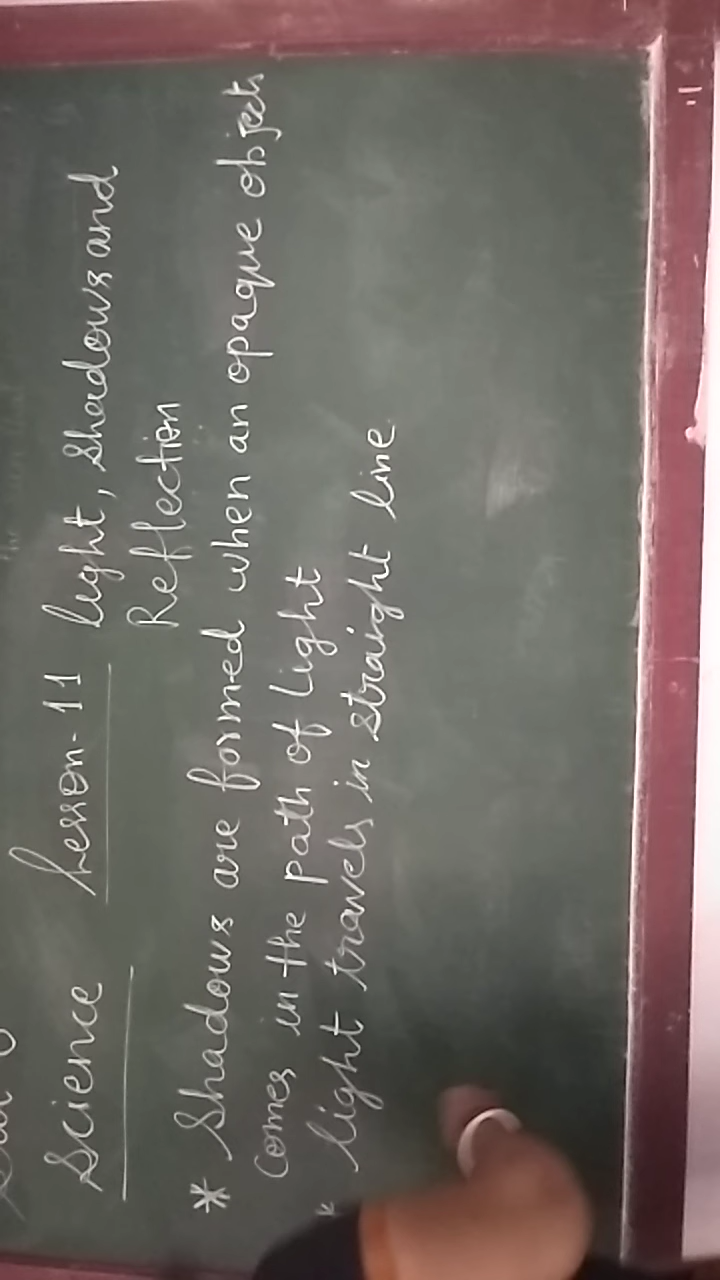 Science Lesson-11 light, Shadows and
Reflection
* Shadows are formed when an opaque objects
comes in the path of Light
* light travels in straight line